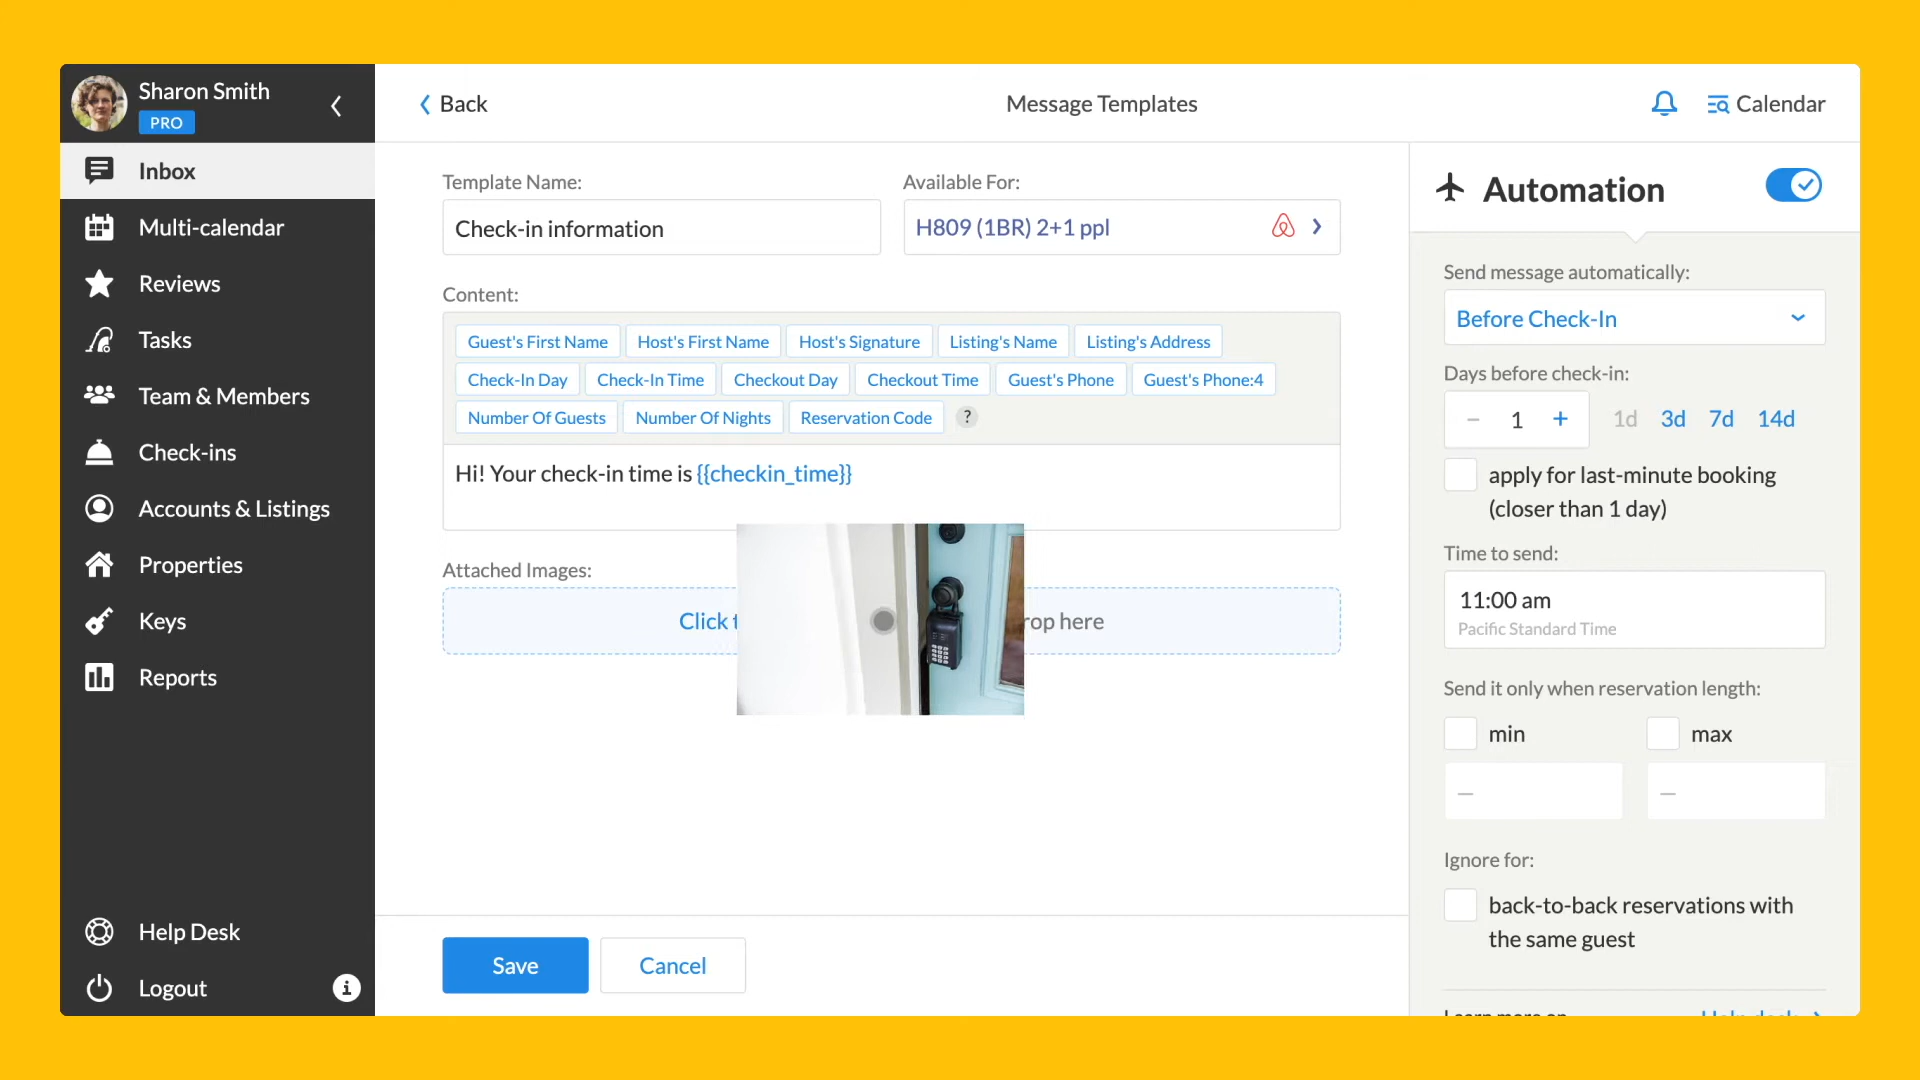 Sharon Smith
PRO
Inbox
Multi-calendar
Reviews
Tasks
Team & Members
Check-ins
Accounts & Listings
Properties
Keys
Reports
Help Desk
Logout
Back
Message Templates
Calendar
Template Name:
Check-in information
Available For:
H809 (1BR) 2+1 ppl
Content:
Guest's First Name Host's First Name Host's Signature Listing's Name Listing's Address
Check-In Day Check-In Time Checkout Day Checkout Time Guest's Phone Guest's Phone:4
Number Of Guests Number Of Nights Reservation Code ?
Hi! Your check-in time is {{checkin_time}}
Attached Images:
Click
here
Save Cancel
Automation
Send message automatically:
Before Check-In
Days before check-in:
− 1 + 1d 3d 7d 14d
apply for last-minute booking
(closer than 1 day)
Time to send:
11:00 am
Pacific Standard Time
Send it only when reservation length:
min max
– –
Ignore for:
back-to-back reservations with
the same guest